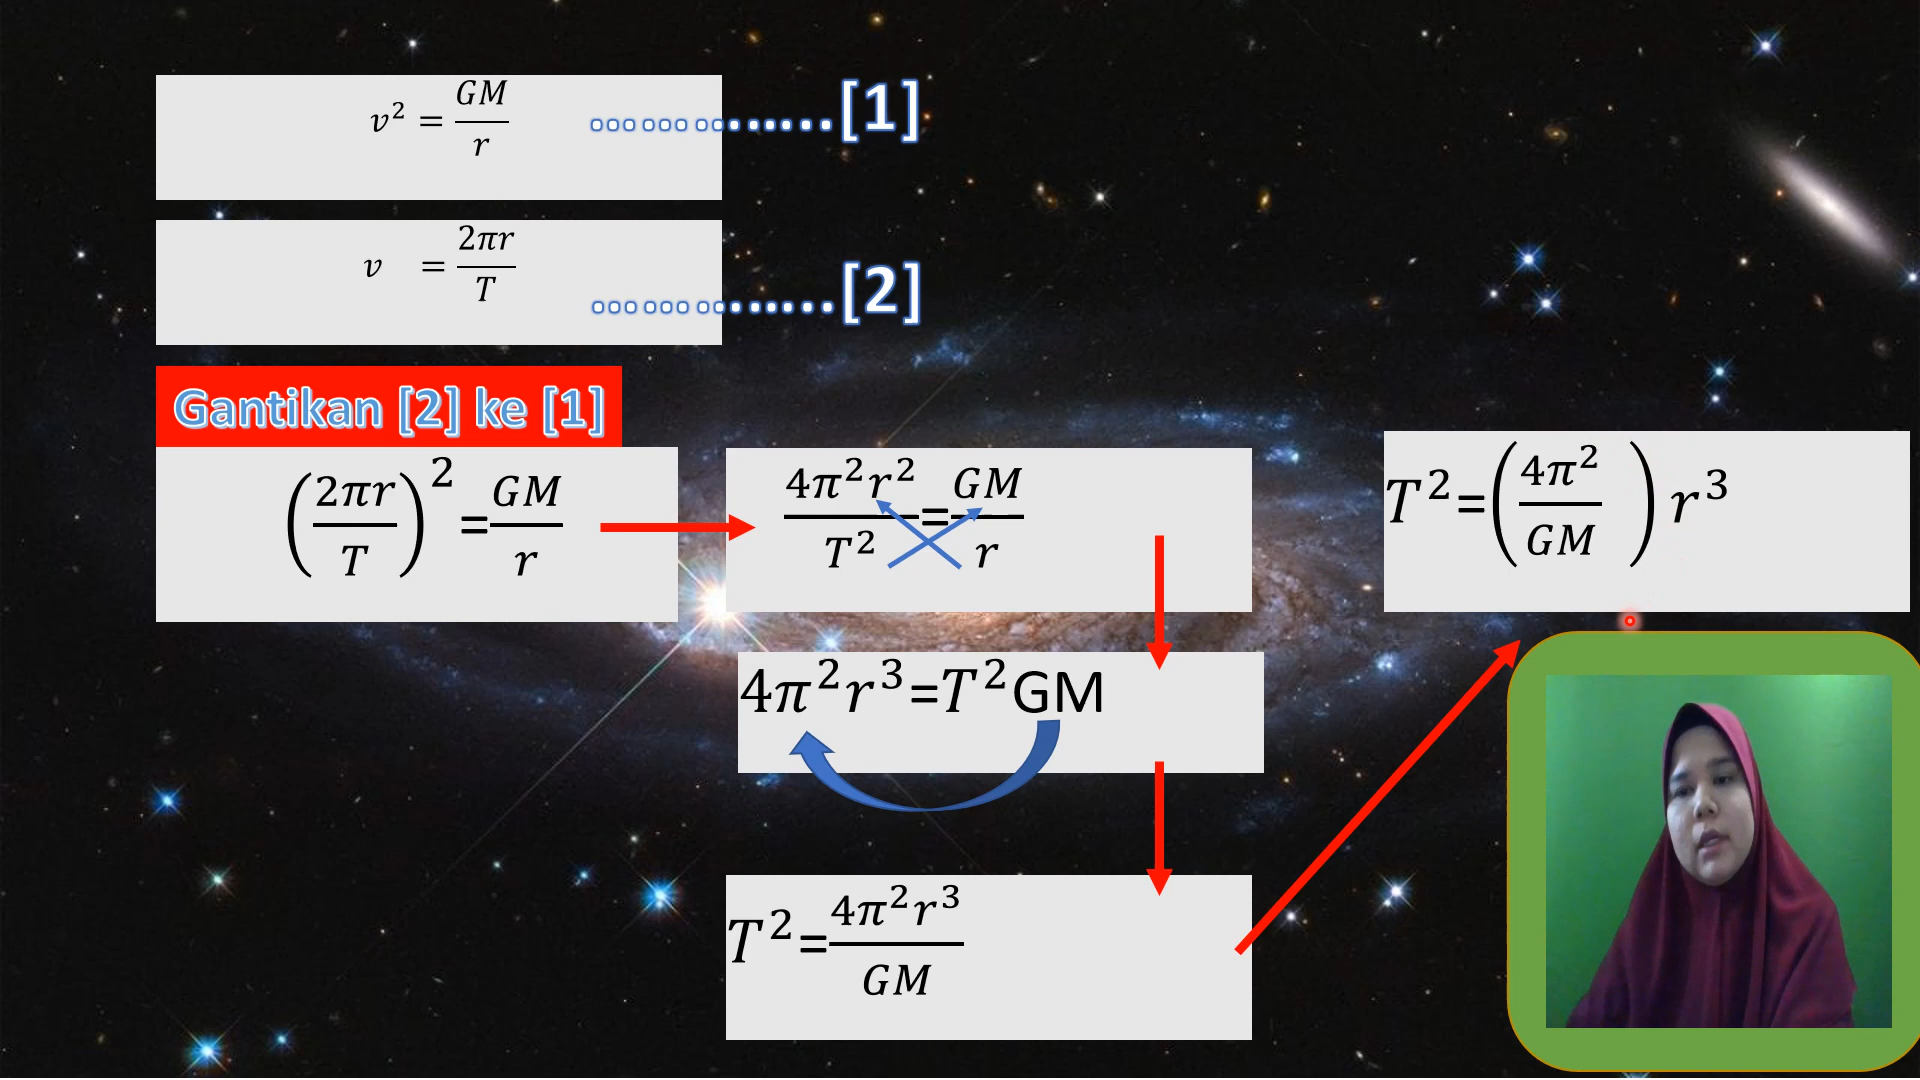 v² = GM/r ............[1]
v = 2πr/T ............[2]
Gantikan [2] ke [1]
(2πr/T)² = GM/r
4π²r²/T² = GM/r
4π²r³=T²GM
T²=4π²r³/GM
T²=(4π²/GM) r³